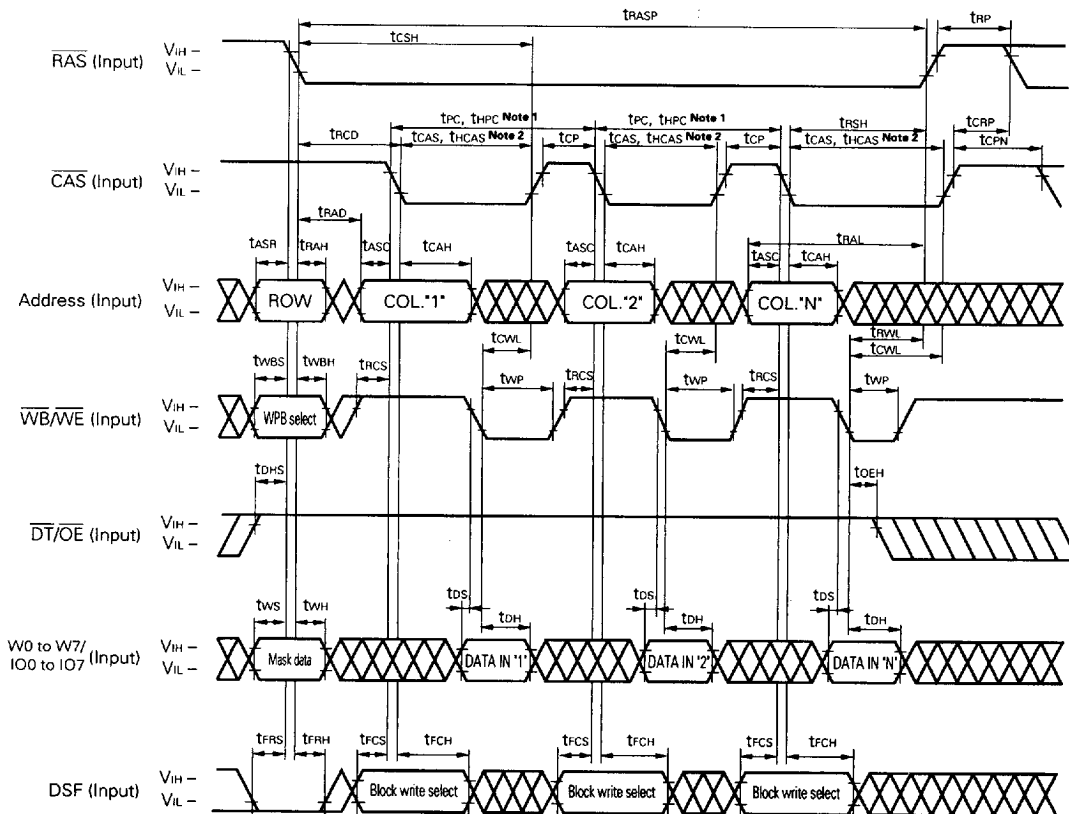 tRASP
tRP
tCSH
RAS (Input)
VIH –
VIL –
tPC, tHPC Note 1
tPC, tHPC Note 1
tRSH
tCRP
tRCD
tCAS, tHCAS Note 2
tCP
tCAS, tHCAS Note 2
tCP
tCAS, tHCAS Note 2
tCPN
CAS (Input)
VIH –
VIL –
tRAD
tRAL
tASR
tRAH
tASC
tCAH
tASC
tCAH
tASC
tCAH
Address (Input)
VIH –
VIL –
ROW
COL."1"
COL."2"
COL."N"
tRWL
tCWL
tCWL
tCWL
tWBS
tWBH
tRCS
tWP
tRCS
tWP
tRCS
tWP
WB/WE (Input)
VIH –
VIL –
WPB select
tDHS
tOEH
DT/OE (Input)
VIH –
VIL –
tWS
tWH
tDS
tDH
tDS
tDH
tDS
tDH
W0 to W7/
IO0 to IO7
(Input)
VIH –
VIL –
Mask data
DATA IN "1"
DATA IN "2"
DATA IN "N"
tFRS
tFRH
tFCS
tFCH
tFCS
tFCH
tFCS
tFCH
DSF (Input)
VIH –
VIL –
Block write select
Block write select
Block write select